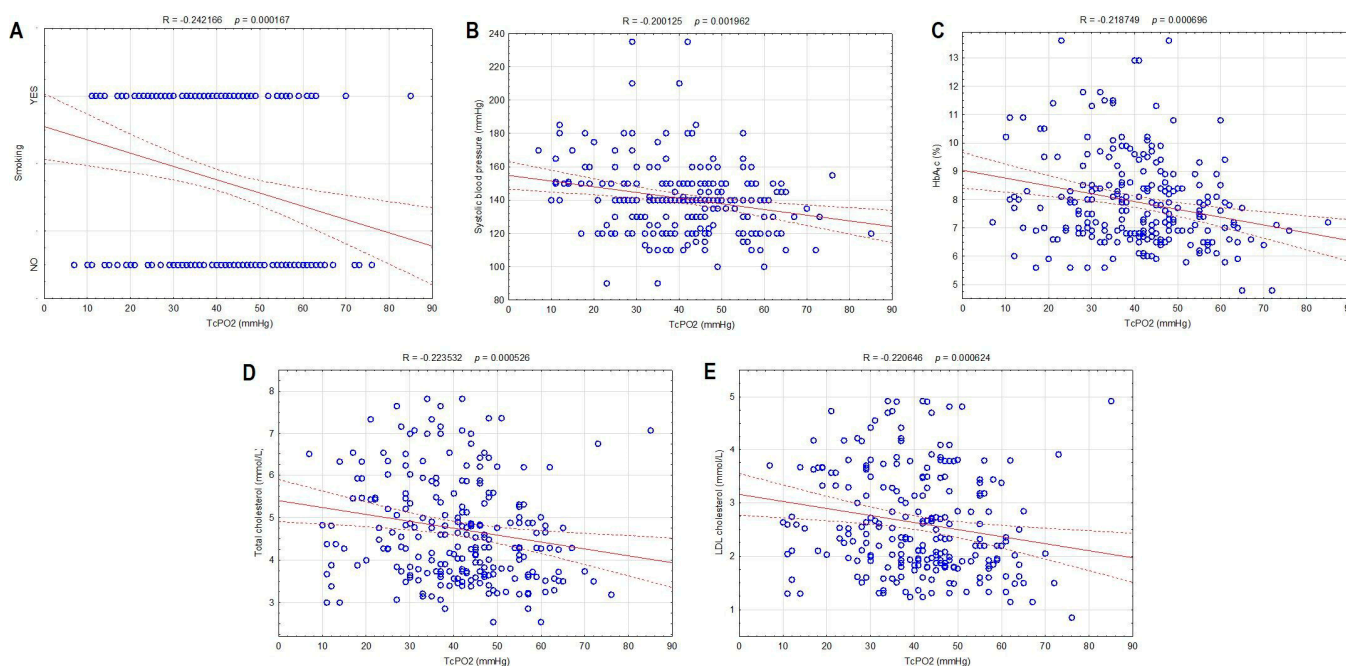 A
R = -0.242166 p = 0.000167
YES
Smoking
NO
0 10 20 30 40 50 60 70 80 90
TcPO2 (mmHg)
B
R = -0.200125 p = 0.001962
240
220
200
180
160
140
120
100
80
Systolic blood pressure (mmHg)
0 10 20 30 40 50 60 70 80 90
TcPO2 (mmHg)
C
R = -0.218749 p = 0.000696
13
12
11
10
9
8
7
6
5
HbA1c (%)
0 10 20 30 40 50 60 70 80 90
TcPO2 (mmHg)
D
R = -0.223532 p = 0.000526
8
7
6
5
4
3
Total cholesterol (mmol/L;
0 10 20 30 40 50 60 70 80 90
TcPO2 (mmHg)
E
R = -0.220646 p = 0.000624
5
4
3
2
1
LDL cholesterol (mmol/L)
0 10 20 30 40 50 60 70 80 90
TcPO2 (mmHg)